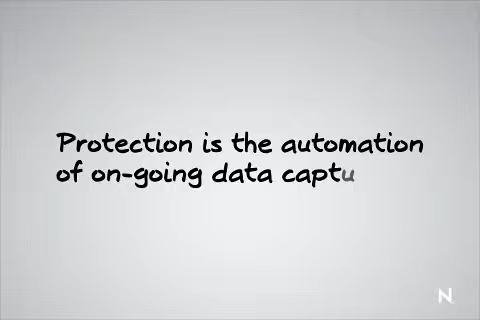 Protection is the automation
of on-going data captu
N